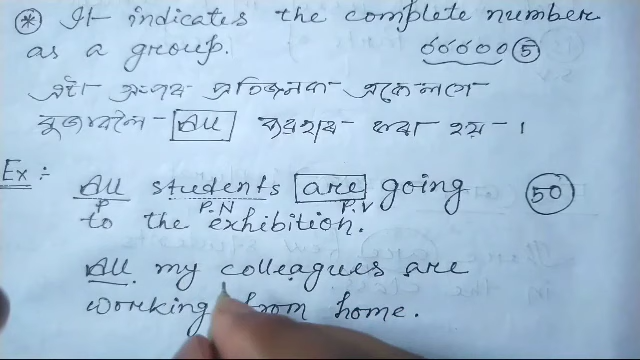 * It indicates the complete number
as a group. 5
এটা গ্ৰুপৰ প্ৰতিজনক একেলগে
বুজাবলৈ - All ব্যৱহাৰ কৰা হয় - ।
Ex :-
All students are going 50
P P.N P.V
to the exhibition.
All my colleagues are
working from home.